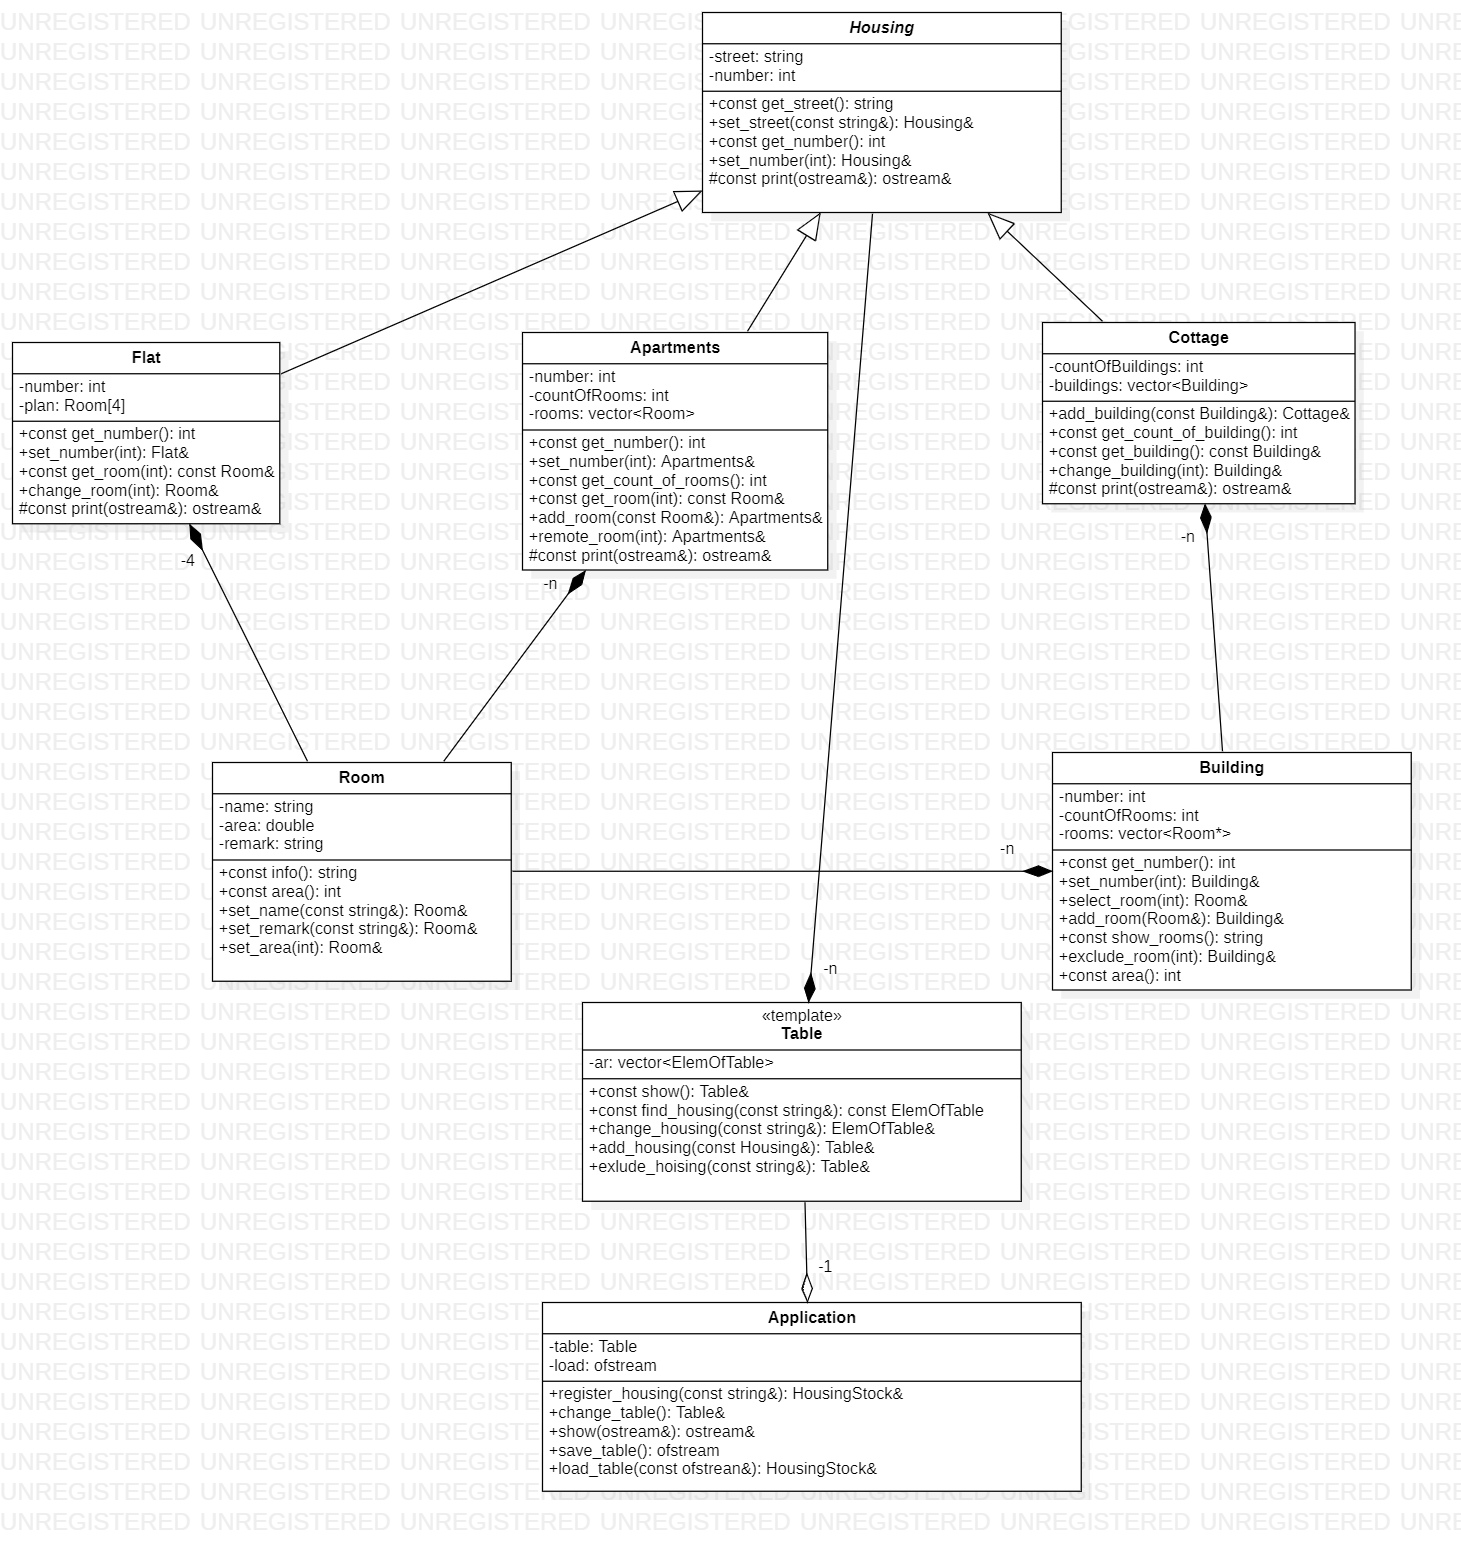 Housing
-street: string
-number: int
+const get_street(): string
+set_street(const string&): Housing&
+const get_number(): int
+set_number(int): Housing&
#const print(ostream&): ostream&
Flat
-number: int
-plan: Room[4]
+const get_number(): int
+set_number(int): Flat&
+const get_room(int): const Room&
+change_room(int): Room&
#const print(ostream&): ostream&
-4
Apartments
-number: int
-countOfRooms: int
-rooms: vector<Room>
+const get_number(): int
+set_number(int): Apartments&
+const get_count_of_rooms(): int
+const get_room(int): const Room&
+add_room(const Room&): Apartments&
+remote_room(int): Apartments&
#const print(ostream&): ostream&
-n
Cottage
-countOfBuildings: int
-buildings: vector<Building>
+add_building(const Building&): Cottage&
+const get_count_of_building(): int
+const get_building(): const Building&
+change_building(int): Building&
#const print(ostream&): ostream&
-n
Room
-name: string
-area: double
-remark: string
+const info(): string
+const area(): int
+set_name(const string&): Room&
+set_remark(const string&): Room&
+set_area(int): Room&
-n
Building
-number: int
-countOfRooms: int
-rooms: vector<Room*>
+const get_number(): int
+set_number(int): Building&
+select_room(int): Room&
+add_room(Room&): Building&
+const show_rooms(): string
+exclude_room(int): Building&
+const area(): int
-n
«template»
Table
-ar: vector<ElemOfTable>
+const show(): Table&
+const find_housing(const string&): const ElemOfTable
+change_housing(const string&): ElemOfTable&
+add_housing(const Housing&): Table&
+exlude_hoising(const string&): Table&
-1
Application
-table: Table
-load: ofstream
+register_housing(const string&): HousingStock&
+change_table(): Table&
+show(ostream&): ostream&
+save_table(): ofstream
+load_table(const ofstrean&): HousingStock&
UNREGISTERED